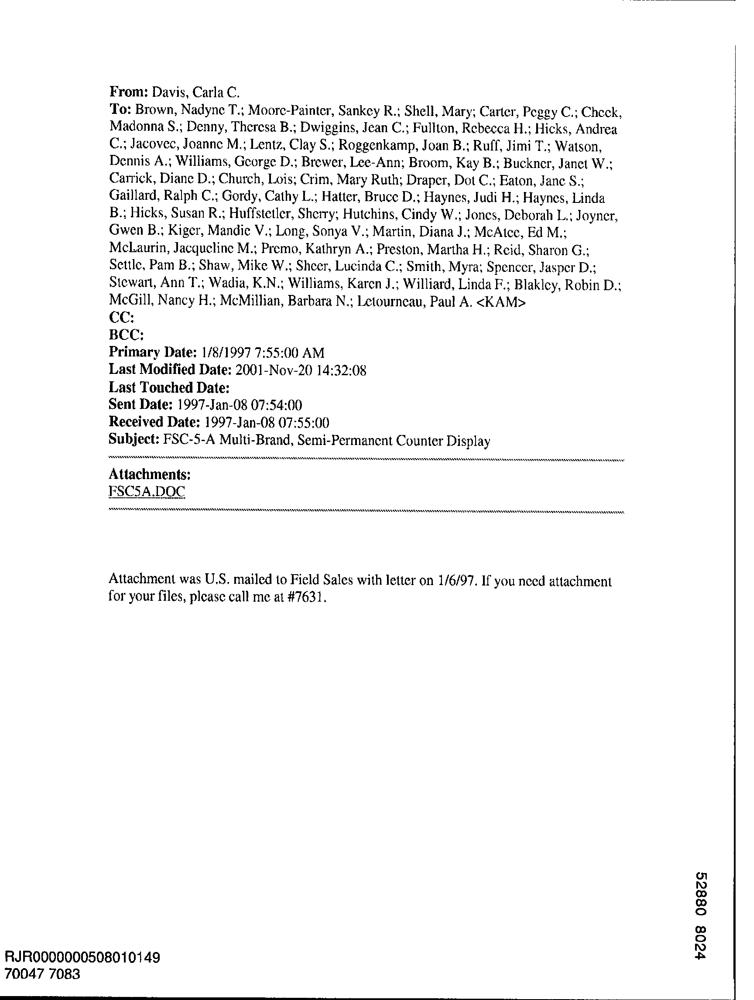 From: Davis, Carla C.
To: Brown, Nadync T.; Moore-Painter, Sankey R.; Shell, Mary; Carter, Peggy C.; Check,
Madonna S.; Denny, Theresa B.; Dwiggins, Jean C.; Fullton, Rebecca H.; Hicks, Andrea
C.; Jacovec, Joanne M.; Lentz, Clay S.; Roggenkamp, Joan B.; Ruff, Jimi T.; Watson,
Dennis A.; Williams, George D.; Brewer, Lee-Ann; Broom, Kay B.; Buckner, Janet W.;
Carrick, Diane D.; Church, Lois; Crim, Mary Ruth; Draper, Dot C.; Eaton, Jane S.;
Gaillard, Ralph C.; Gordy, Cathy L.; Hatter, Bruce D.; Haynes, Judi H.; Haynes, Linda
B.; Hicks, Susan R.; Huffstetler, Sherry; Hutchins, Cindy W.; Jones, Deborah L.; Joyner,
Gwen B.; Kiger, Mandie V.; Long, Sonya V.; Martin, Diana J.; McAtee, Ed M.;
McLaurin, Jacqueline M.; Premo, Kathryn A.; Preston, Martha H.; Reid, Sharon G.;
Settle, Pam B.; Shaw, Mike W.; Sheer, Lucinda C.; Smith, Myra; Spencer, Jasper D.;
Stewart, Ann T.; Wadia, K.N.; Williams, Karen J.; Williard, Linda F.; Blakley, Robin D.;
McGill, Nancy H.; McMillian, Barbara N.; Letourneau, Paul A. <KAM>
CC:
BCC:
Primary Date: 1/8/1997 7:55:00 AM
Last Modified Date: 2001-Nov-20 14:32:08
Last Touched Date:
Sent Date: 1997-Jan-08 07:54:00
Received Date: 1997-Jan-08 07:55:00
Subject: FSC-5-A Multi-Brand, Semi-Permanent Counter Display
Attachments:
FSC5A.DOC
Attachment was U.S. mailed to Field Sales with letter on 1/6/97. If you need attachment
for your files, please call me at #7631.
52880 8024
RJR0000000508010149
70047 7083